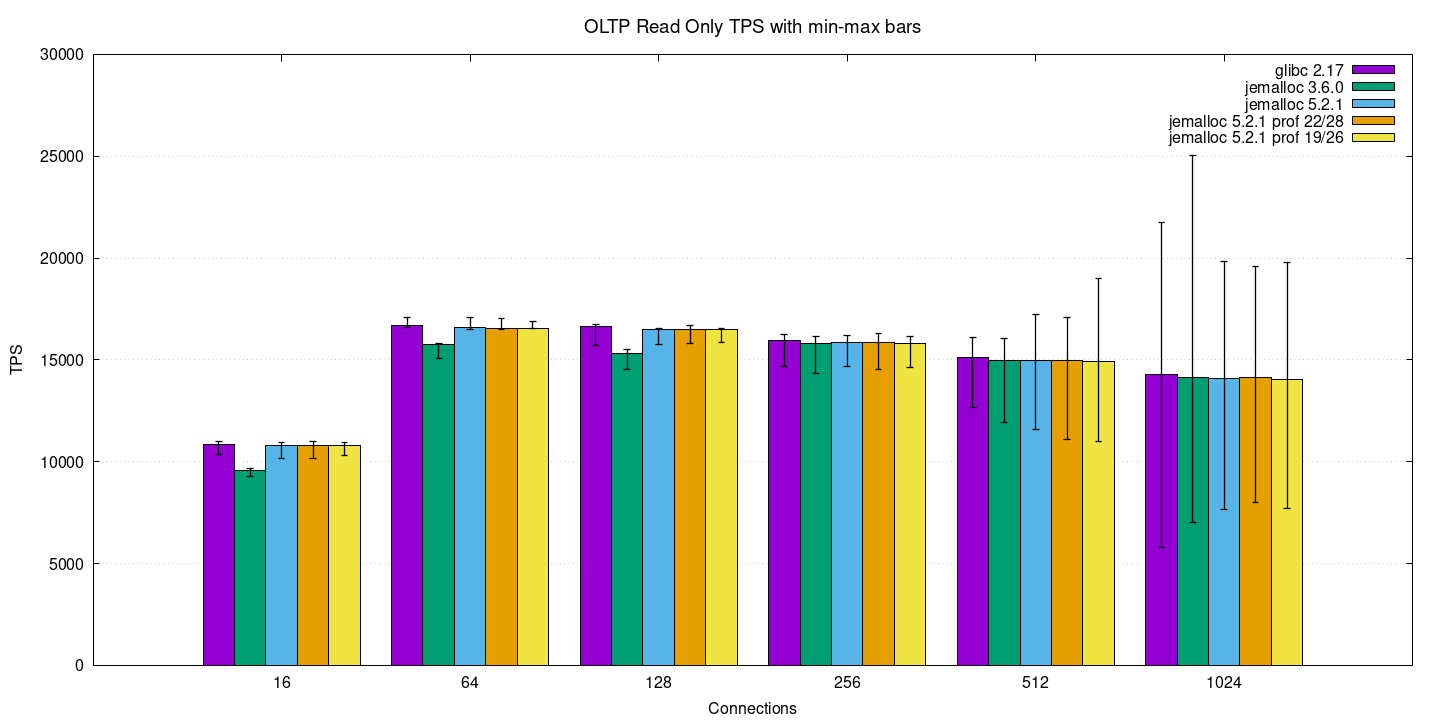 OLTP Read Only TPS with min-max bars
30000
25000
20000
15000
10000
5000
0
TPS
glibc 2.17
jemalloc 3.6.0
jemalloc 5.2.1
jemalloc 5.2.1 prof 22/28
jemalloc 5.2.1 prof 19/26
16 64 128 256 512 1024
Connections